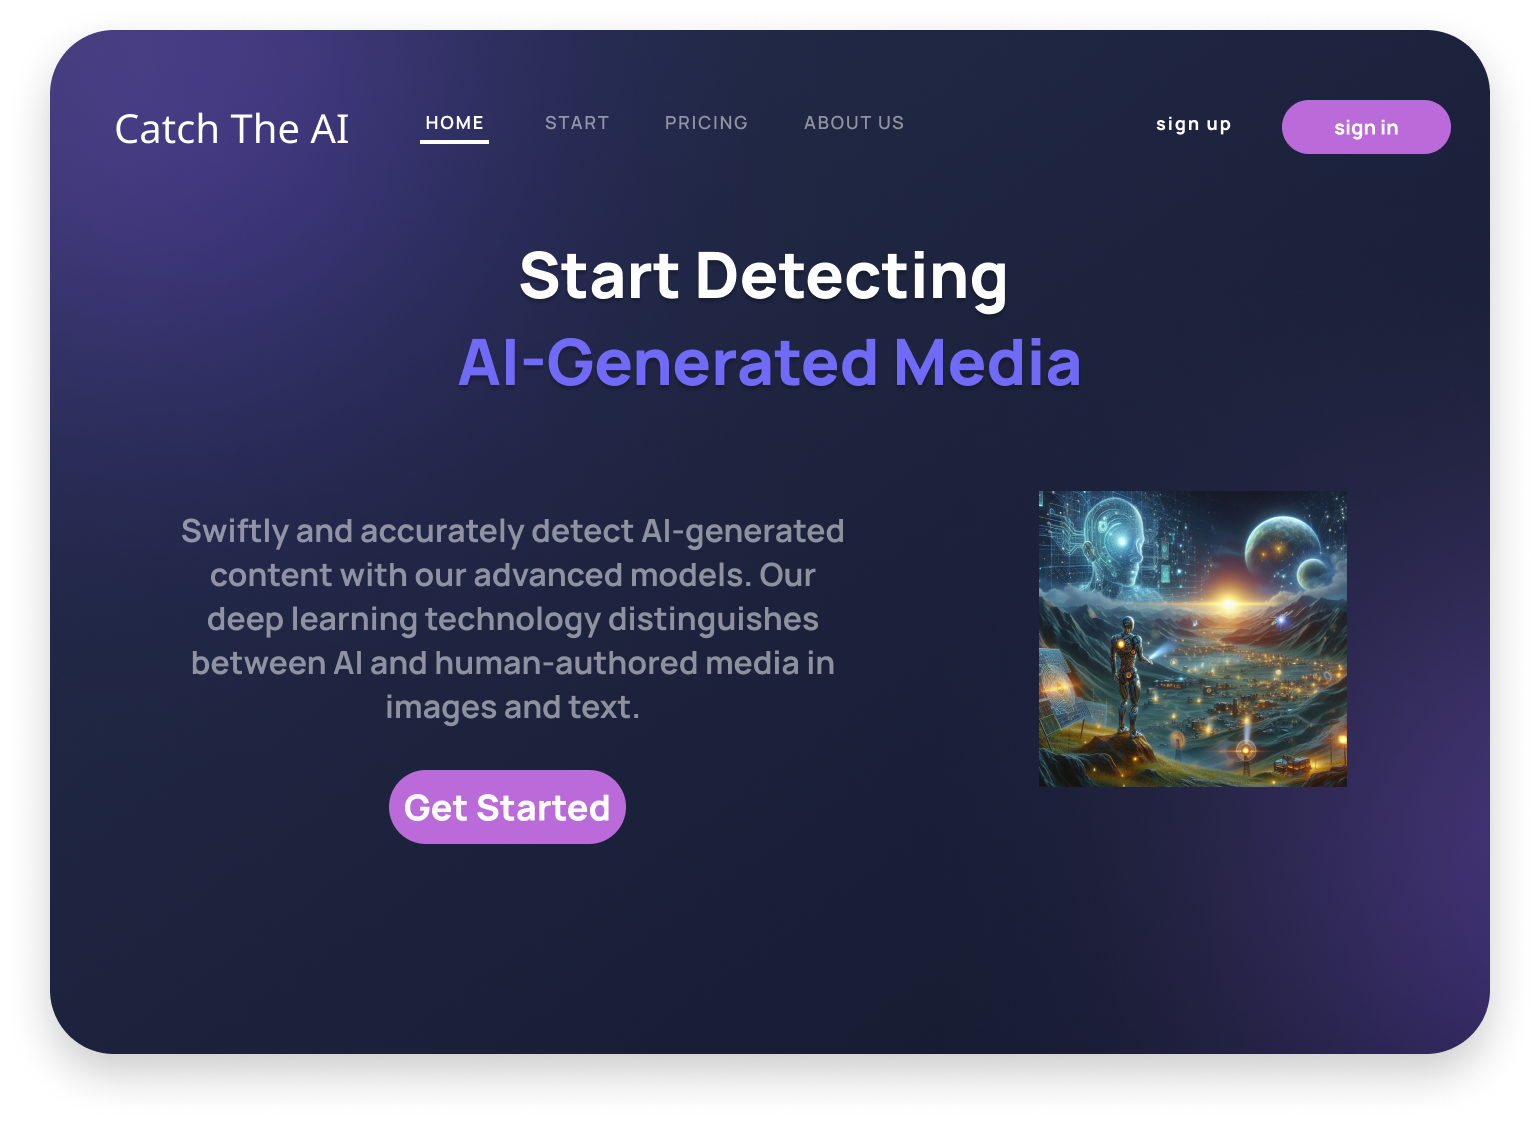 Catch The AI
HOME
START
PRICING
ABOUT US
sign up
sign in
Start Detecting
AI-Generated Media
Swiftly and accurately detect AI-generated
content with our advanced models. Our
deep learning technology distinguishes
between AI and human-authored media in
images and text.
Get Started